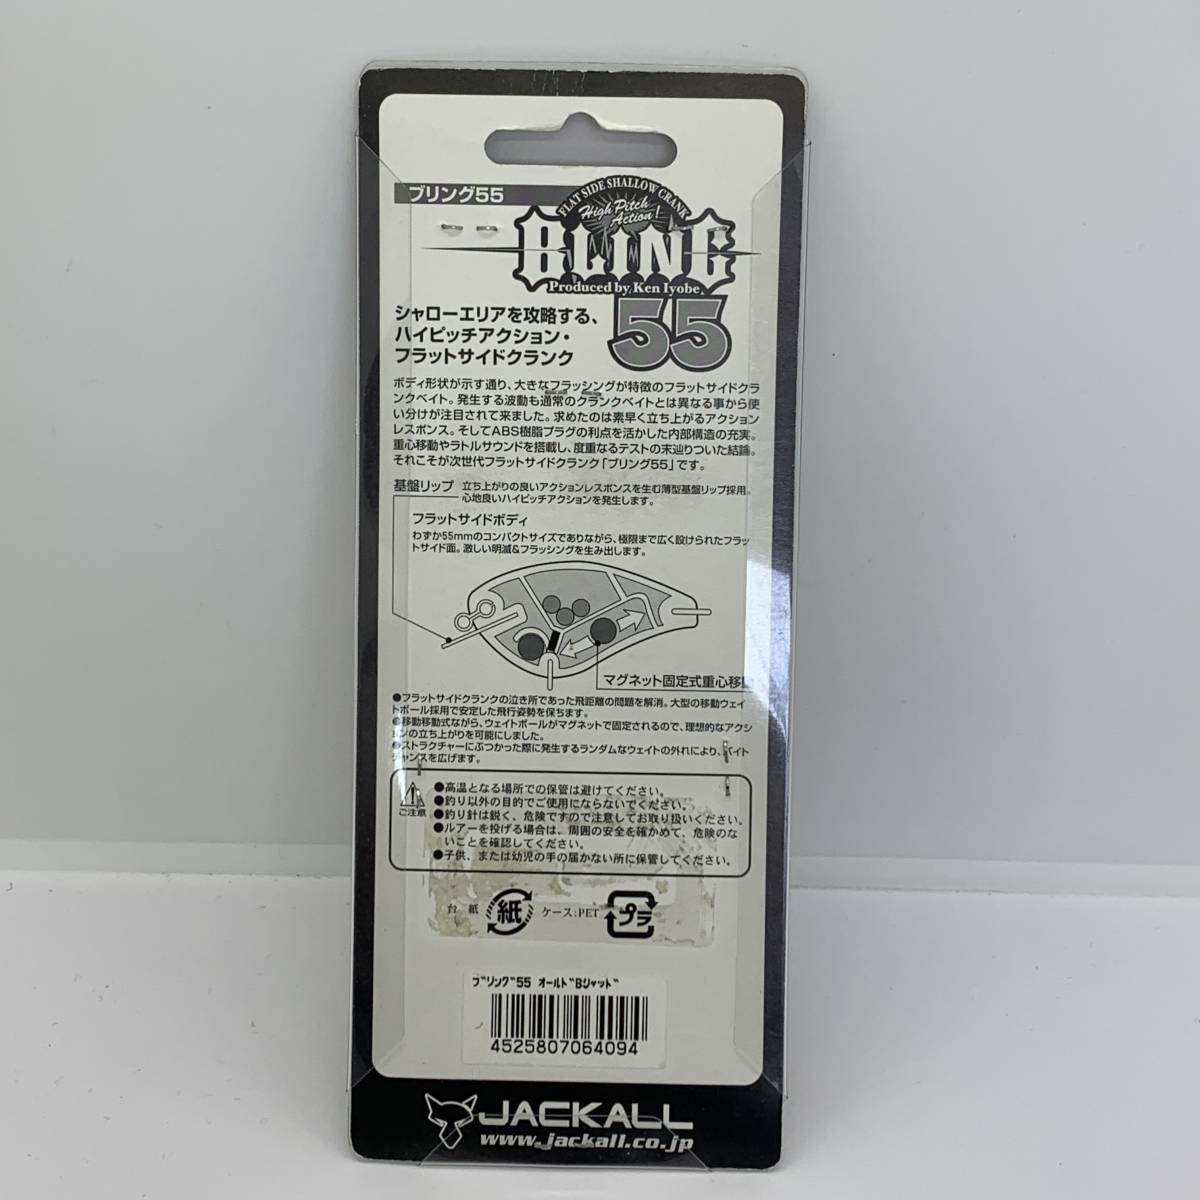 ブリング55
FLAT SIDE SHALLOW CRANK
High Pitch
Action!
BLING
Produced by Ken Iyobe
55
シャローエリアを攻略する、
ハイピッチアクション・
フラットサイドクランク
ボディ形状が示す通り、大きなフラッシングが特徴のフラットサイドクラ
ンクベイト。発生する波動も通常のクランクベイトとは異なる事から使
い分けが注目されて来ました。求めたのは素早く立ち上がるアクション
レスポンス。そしてABS樹脂プラグの利点を活かした内部構造の充実。
重心移動やラトルサウンドを搭載し、度重なるテストの末辿りついた結論。
それこそが次世代フラットサイドクランク「ブリング55」です。
基盤リップ 立ち上がりの良いアクションレスポンスを生む薄型基盤リップ採用。
心地良いハイピッチアクションを発生します。
フラットサイドボディ
わずか55mmのコンパクトサイズでありながら、極限まで広く設けられたフラッ
トサイド面。激しい明滅&フラッシングを生み出します。
マグネット固定式重心移
●フラットサイドクランクの泣き所であった飛距離の問題を解消。大型の移動ウェイ
トボール採用で安定した飛行姿勢を保ちます。
●移動移動式ながら、ウェイトボールがマグネットで固定されるので、理想的なアクシ
ョンの立ち上がりを可能にしました。
●ストラクチャーにぶつかった際に発生するランダムなウェイトの外れにより、バイト
チャンスを広げます。
ご注意
●高温となる場所での保管は避けてください。
●釣り以外の目的でご使用にならないでください。
●釣り針は鋭く、危険ですので注意してお取り扱いください。
●ルアーを投げる場合は、周囲の安全を確かめて、危険のな
いことを確認してください。
●子供、または幼児の手の届かない所に保管してください。
台 紙 紙 ケース:PET プラ
ブリング55 オールドBジャッド
4525807064094
JACKALL
www.jackall.co.jp